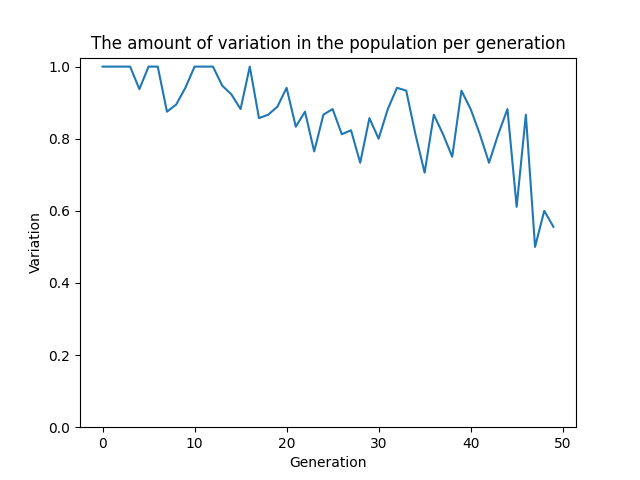 The amount of variation in the population per generation
1.0
0.8
0.6
0.4
0.2
0.0
Variation
0 10 20 30 40 50
Generation